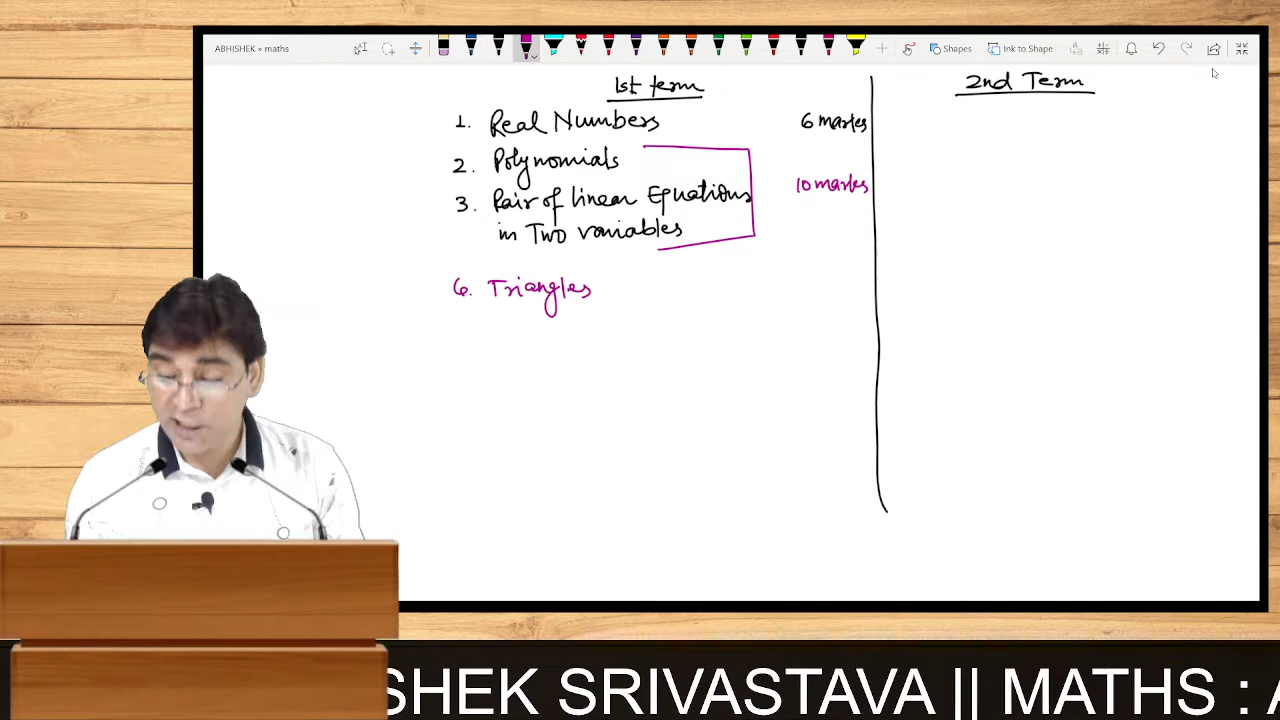 ABHISHEK » maths
Shapes
Ink to Shape
1st term
2nd Term
1. Real Numbers 6 marks
2. Polynomials
10 marks
3. Pair of linear Equations
in Two variables
6. Triangles
SHEK SRIVASTAVA || MATHS : A